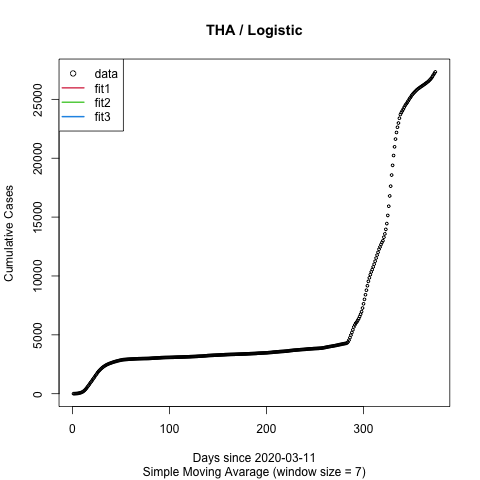 THA / Logistic
data
fit1
fit2
fit3
Cumulative Cases
0
5000
10000
15000
20000
25000
0
100
200
300
Days since 2020-03-11
Simple Moving Avarage (window size = 7)